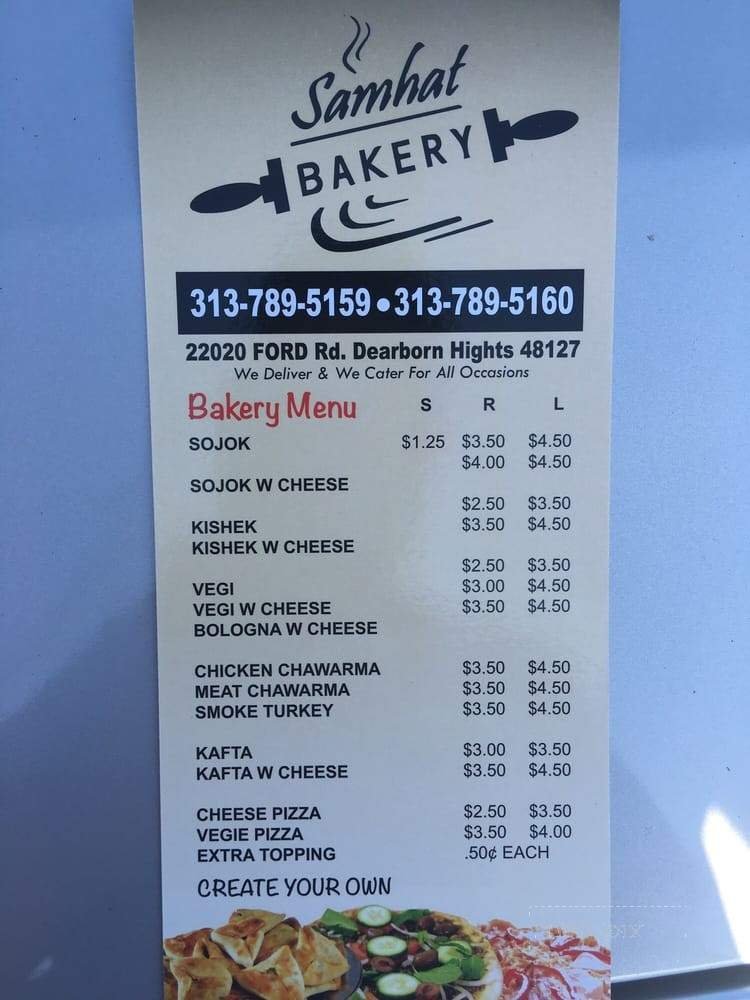 Samhat
BAKERY
313-789-5159 • 313-789-5160
22020 FORD Rd. Dearborn Hights 48127
We Deliver & We Cater For All Occasions
Bakery Menu S R L
SOJOK $1.25 $3.50 $4.50
$4.00 $4.50
SOJOK W CHEESE
$2.50 $3.50
KISHEK $3.50 $4.50
KISHEK W CHEESE
$2.50 $3.50
VEGI $3.00 $4.50
VEGI W CHEESE $3.50 $4.50
BOLOGNA W CHEESE
CHICKEN CHAWARMA $3.50 $4.50
MEAT CHAWARMA $3.50 $4.50
SMOKE TURKEY $3.50 $4.50
KAFTA $3.00 $3.50
KAFTA W CHEESE $3.50 $4.50
CHEESE PIZZA $2.50 $3.50
VEGIE PIZZA $3.50 $4.00
EXTRA TOPPING .50¢ EACH
CREATE YOUR OWN